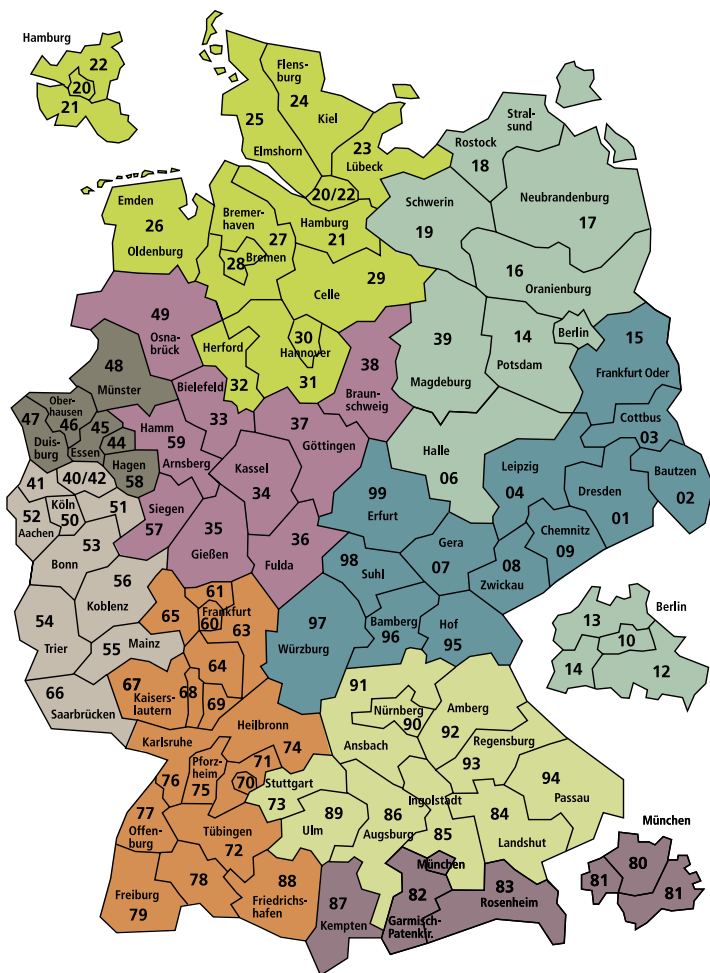 Hamburg
22
20
21
Flens-
burg
24
Kiel
25
Elmshorn
23
Lübeck
20/22
Hamburg
21
Stral-
sund
Rostock
18
Neubrandenburg
17
Schwerin
19
Emden
26
Oldenburg
Bremer-
haven
27
28
Bremen
29
Celle
16
Oranienburg
49
Osna-
brück
Herford
32
30
Hannover
31
38
Braun-
schweig
39
Magdeburg
14
Potsdam
Berlin
15
Frankfurt Oder
48
Münster
Bielefeld
33
37
Göttingen
Cottbus
03
Ober-
hausen
47
46
45
Duis-
burg
Essen
44
Hamm
59
Arnsberg
Hagen
58
Kassel
34
Halle
06
Leipzig
04
Dresden
01
Bautzen
02
99
Erfurt
41
40/42
Köln
50
51
52
Aachen
53
Bonn
Siegen
57
35
Gießen
36
Fulda
98
Suhl
Gera
07
08
Zwickau
Chemnitz
09
56
Koblenz
54
Trier
55
Mainz
65
61
Frankfurt
60
63
64
97
Würzburg
Bamberg
96
Hof
95
Berlin
13
10
14
12
66
Saarbrücken
67
Kaisers-
lautern
68
69
91
Nürnberg
90
Ansbach
Amberg
92
Regensburg
93
94
Passau
Heilbronn
74
Karlsruhe
76
Pforz-
heim
75
71
70
Stuttgart
73
89
Ulm
86
Augsburg
Ingolstadt
85
84
Landshut
77
Offen-
burg
Tübingen
72
78
Freiburg
79
88
Friedrichs-
hafen
87
Kempten
München
82
Garmisch-
Patenkir.
83
Rosenheim
München
80
81
81